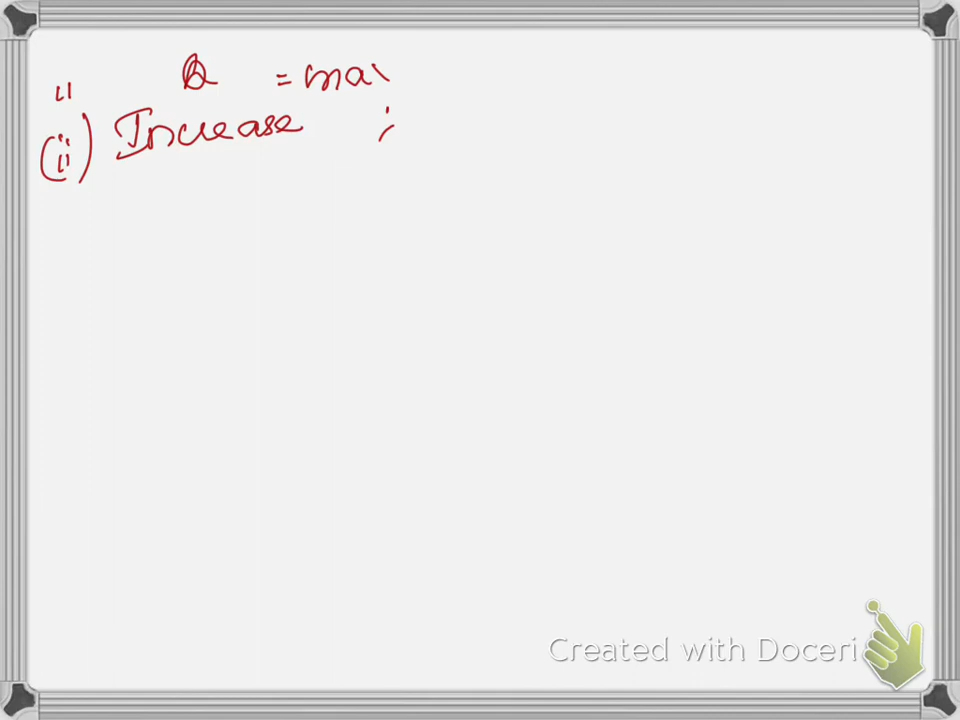 = ma
(ii) Increase
Created with Doceri